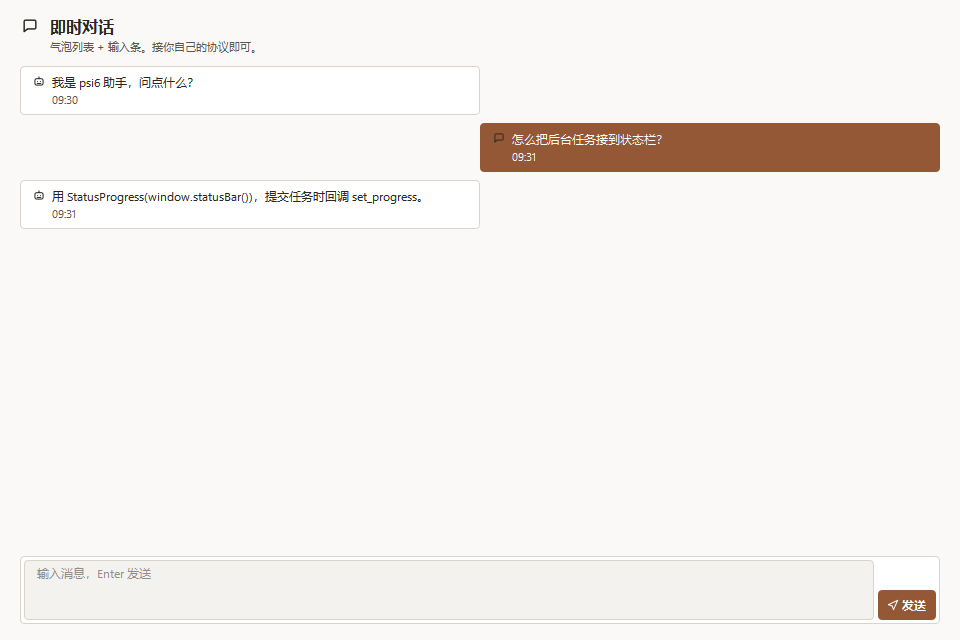 即时对话
气泡列表 + 输入条。接你自己的协议即可。
我是 psi6 助手，问点什么？
09:30
怎么把后台任务接到状态栏？
09:31
用 StatusProgress(window.statusBar())，提交任务时回调 set_progress。
09:31
输入消息，Enter 发送
发送